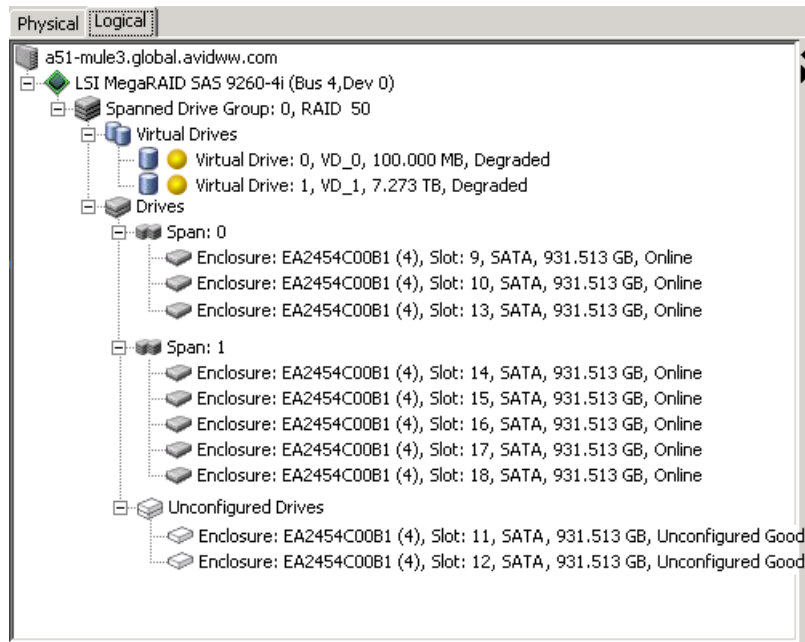 Physical Logical
a51-mule3.global.avidww.com
LSI MegaRAID SAS 9260-4i (Bus 4,Dev 0)
Spanned Drive Group: 0, RAID 50
Virtual Drives
Virtual Drive: 0, VD_0, 100.000 MB, Degraded
Virtual Drive: 1, VD_1, 7.273 TB, Degraded
Drives
Span: 0
Enclosure: EA2454C00B1 (4), Slot: 9, SATA, 931.513 GB, Online
Enclosure: EA2454C00B1 (4), Slot: 10, SATA, 931.513 GB, Online
Enclosure: EA2454C00B1 (4), Slot: 13, SATA, 931.513 GB, Online
Span: 1
Enclosure: EA2454C00B1 (4), Slot: 14, SATA, 931.513 GB, Online
Enclosure: EA2454C00B1 (4), Slot: 15, SATA, 931.513 GB, Online
Enclosure: EA2454C00B1 (4), Slot: 16, SATA, 931.513 GB, Online
Enclosure: EA2454C00B1 (4), Slot: 17, SATA, 931.513 GB, Online
Enclosure: EA2454C00B1 (4), Slot: 18, SATA, 931.513 GB, Online
Unconfigured Drives
Enclosure: EA2454C00B1 (4), Slot: 11, SATA, 931.513 GB, Unconfigured Good
Enclosure: EA2454C00B1 (4), Slot: 12, SATA, 931.513 GB, Unconfigured Good